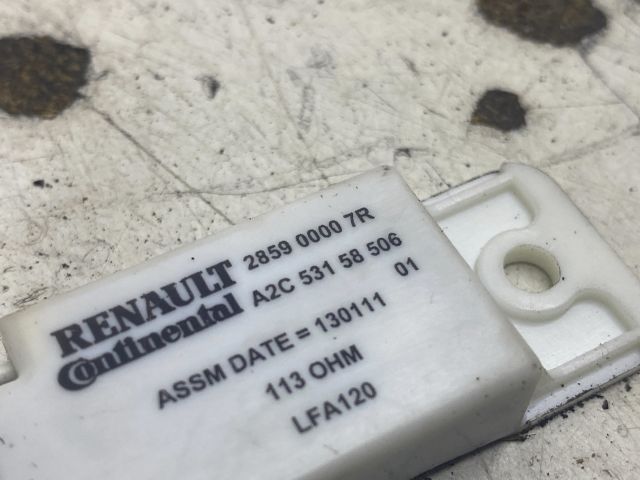 RENAULT 2859 0000 7R
Continental A2C 531 58 506
01
ASSM DATE = 130111
113 OHM
LFA120